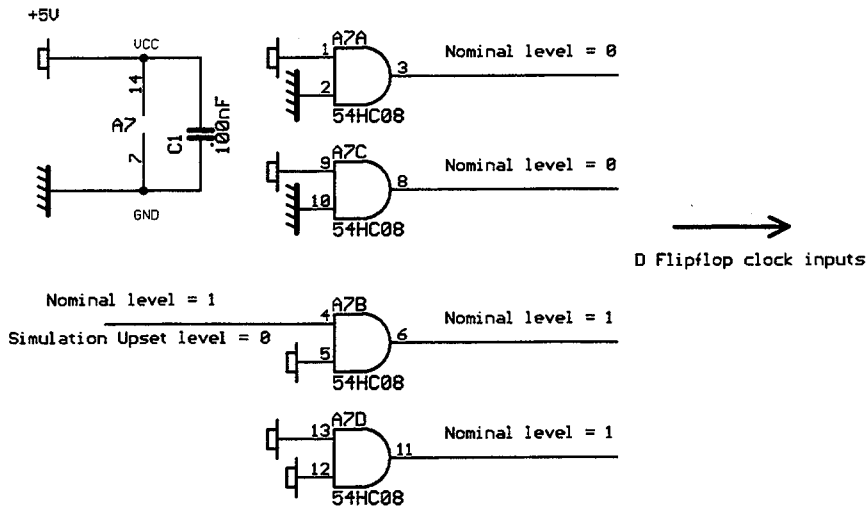 +5V
VCC
14
A7
7
C1
100nF
GND
A7A
1
2
3
54HC08
Nominal level = 0
A7C
9
10
8
54HC08
Nominal level = 0
D Flipflop clock inputs
Nominal level = 1
Simulation Upset level = 0
A7B
4
5
6
54HC08
Nominal level = 1
A7D
13
12
11
54HC08
Nominal level = 1